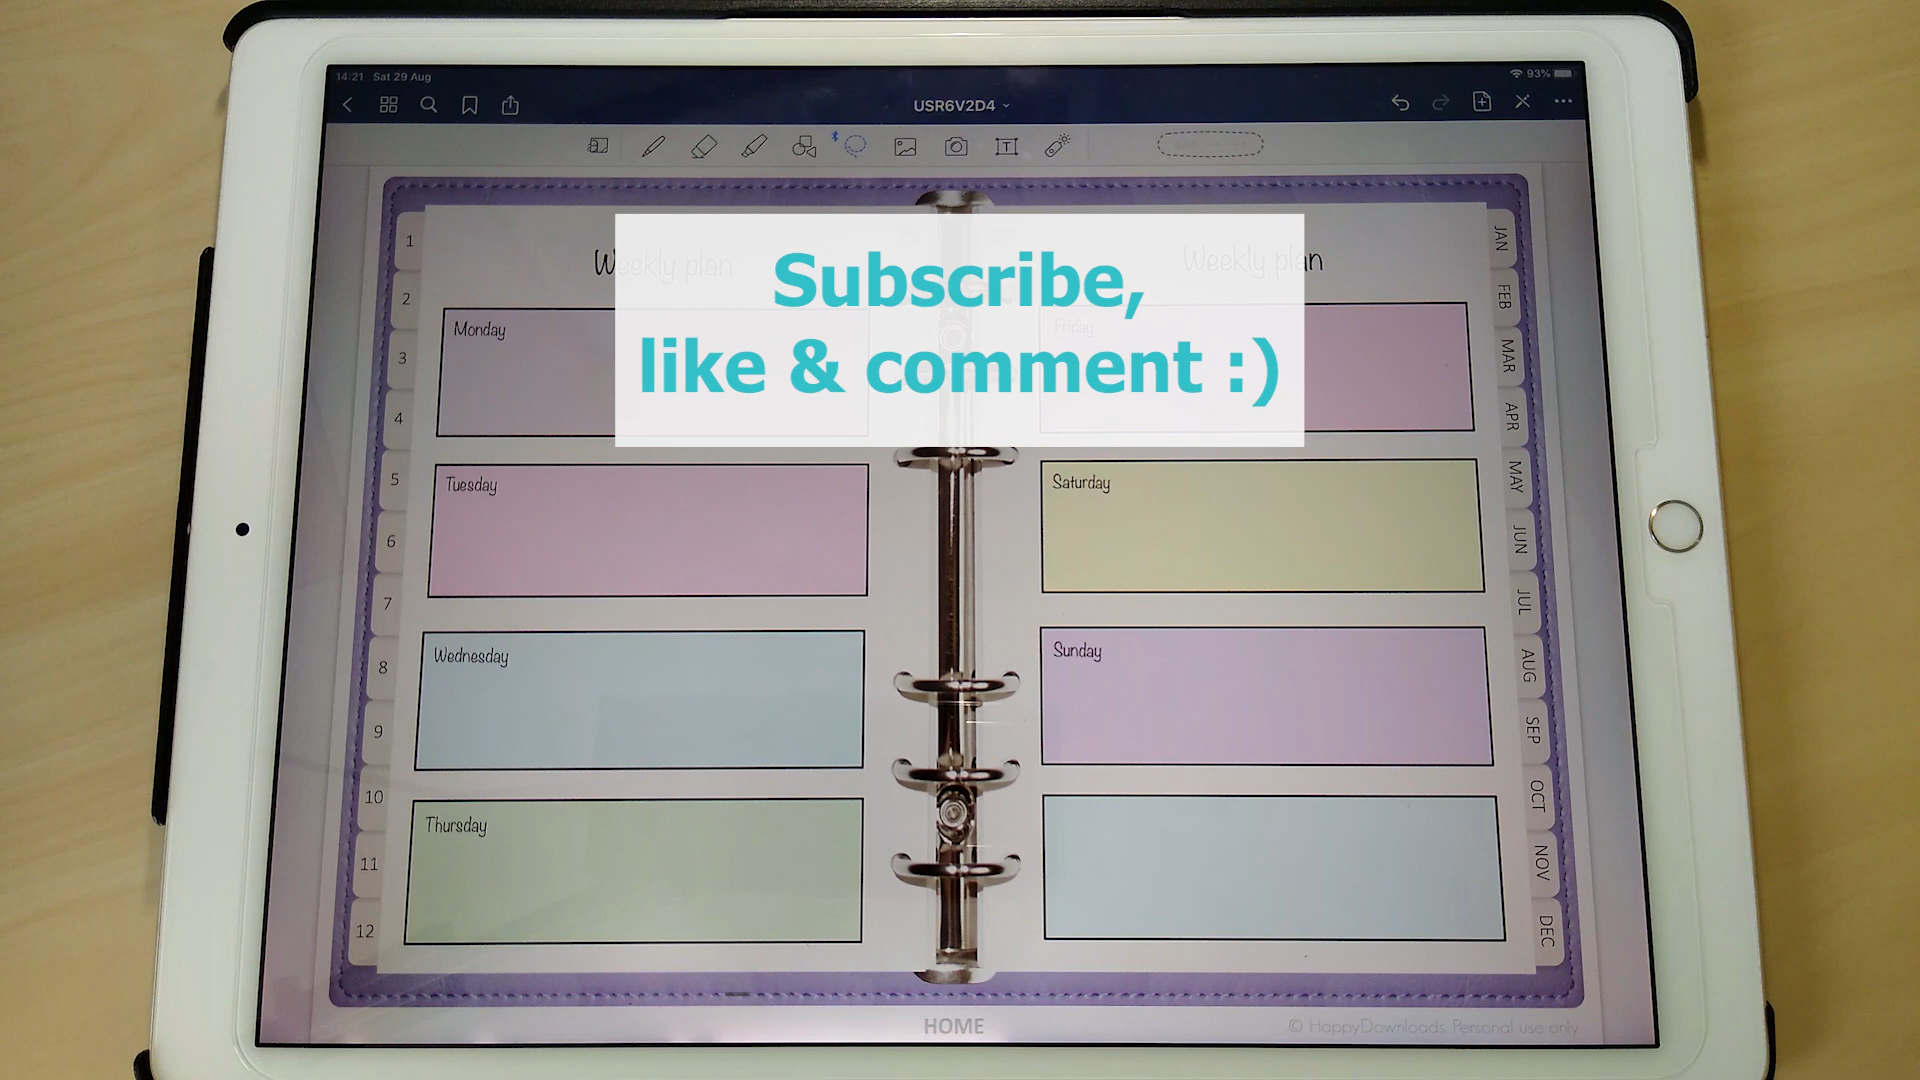 14:21 Sat 29 Aug
93%
USR6V2D4
T
Weekly plan
Weekly plan
Subscribe,
like & comment :)
Monday
Tuesday
Wednesday
Thursday
Friday
Saturday
Sunday
1
2
3
4
5
6
7
8
9
10
11
12
JAN
FEB
MAR
APR
MAY
JUN
JUL
AUG
SEP
OCT
NOV
DEC
HOME
© HappyDownloads. Personal use only.